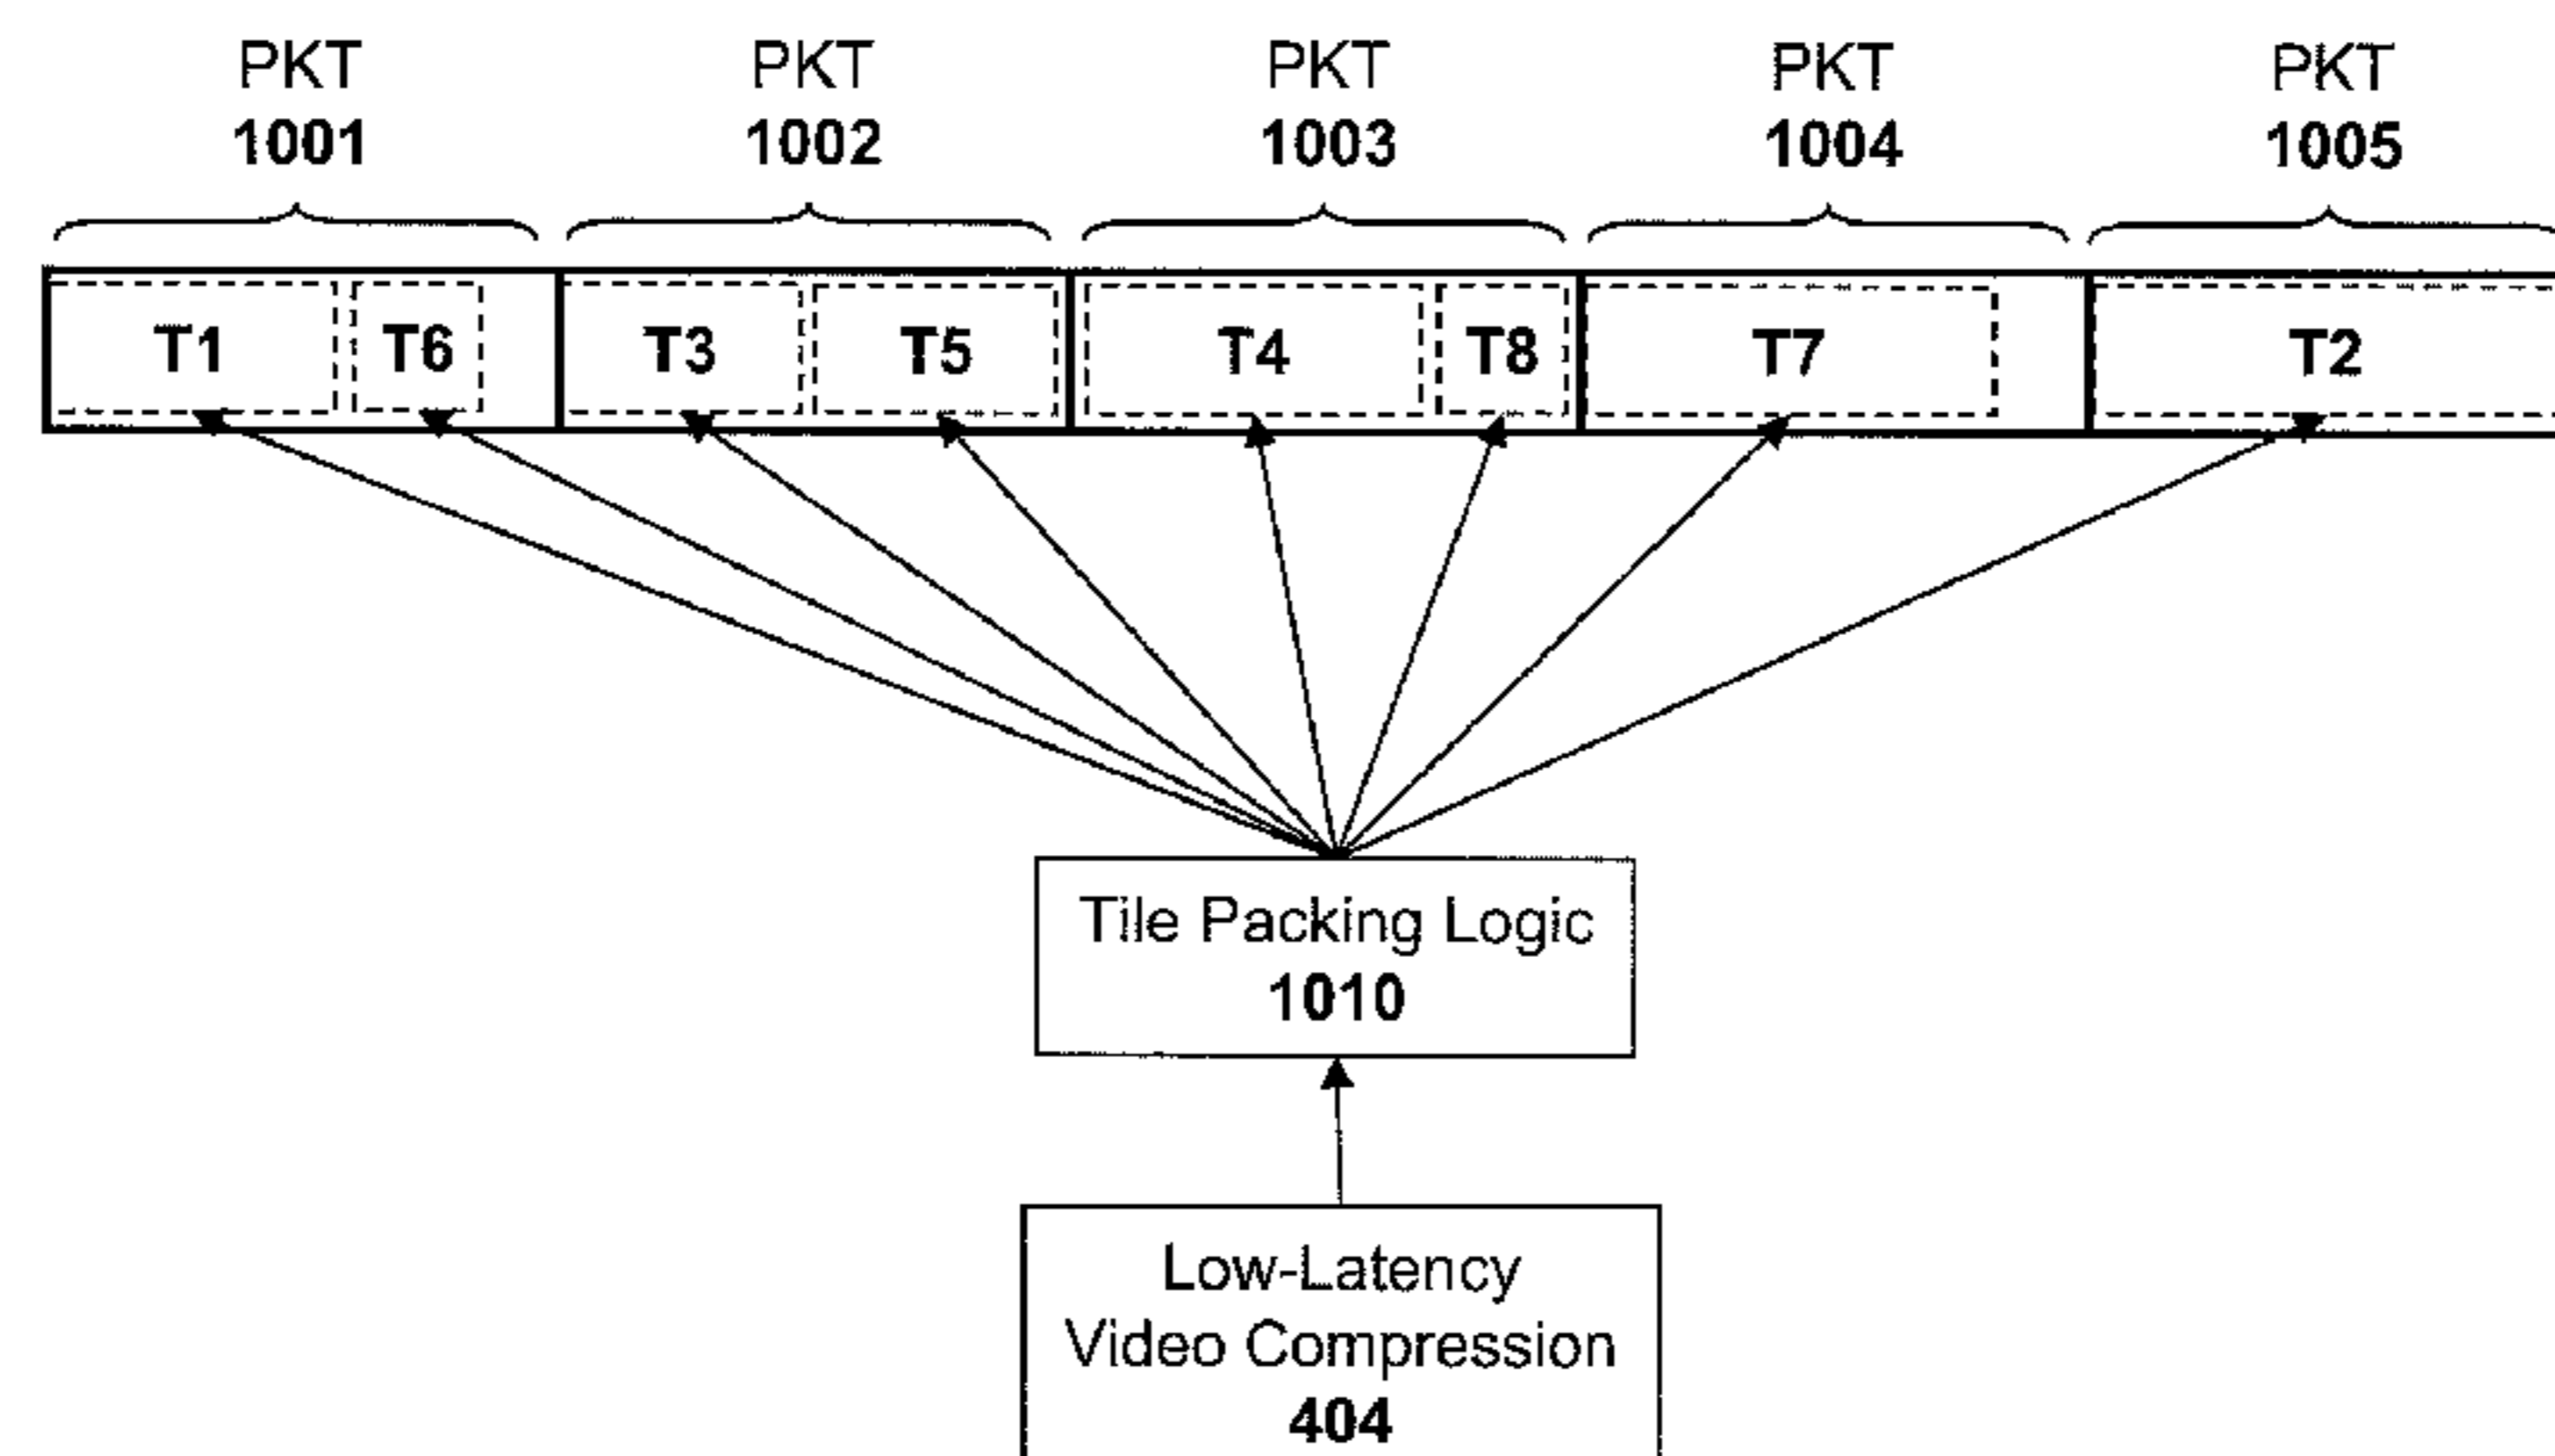 PKT PKT PKT PKT PKT
1001 1002 1003 1004 1005
T1 T6 T3 T5 T4 T8 T7 T2
Tile Packing Logic
1010
Low-Latency
Video Compression
404